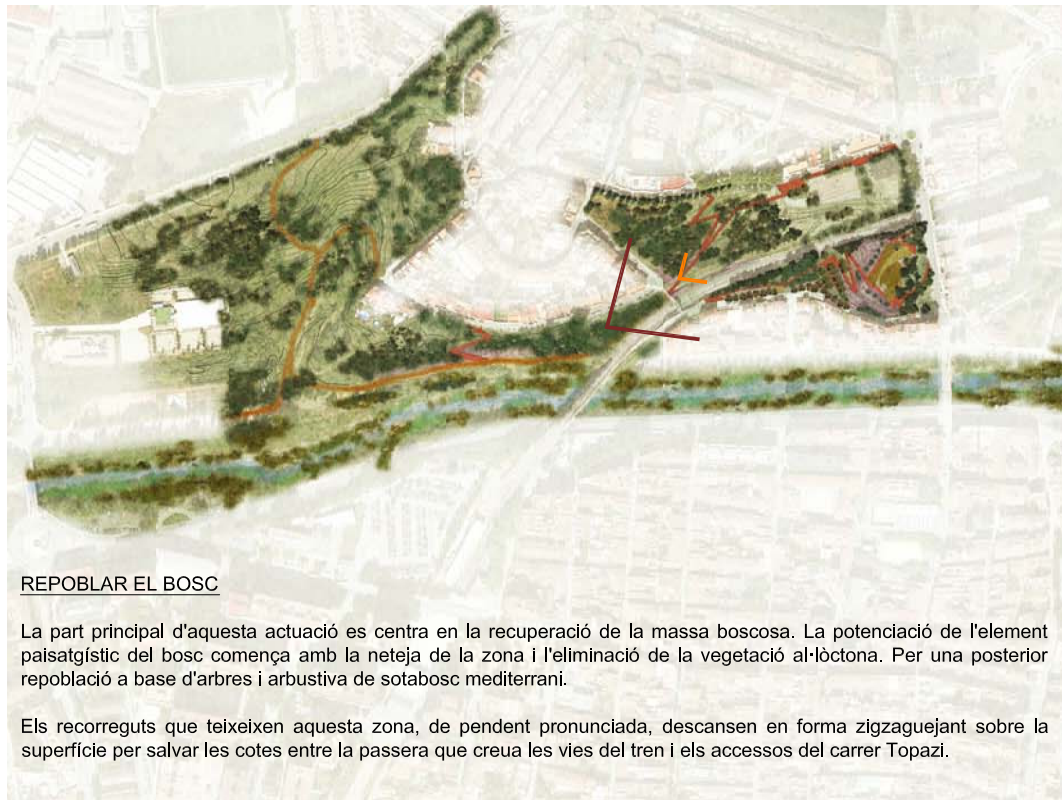 REPOBLAR EL BOSC
La part principal d'aquesta actuació es centra en la recuperació de la massa boscosa. La potenciació de l'element
paisatgístic del bosc comença amb la neteja de la zona i l'eliminació de la vegetació al·lòctona. Per una posterior
repoblació a base d'arbres i arbustiva de sotabosc mediterrani.
Els recorreguts que teixeixen aquesta zona, de pendent pronunciada, descansen en forma zigzaguejant sobre la
superfície per salvar les cotes entre la passera que creua les vies del tren i els accessos del carrer Topazi.